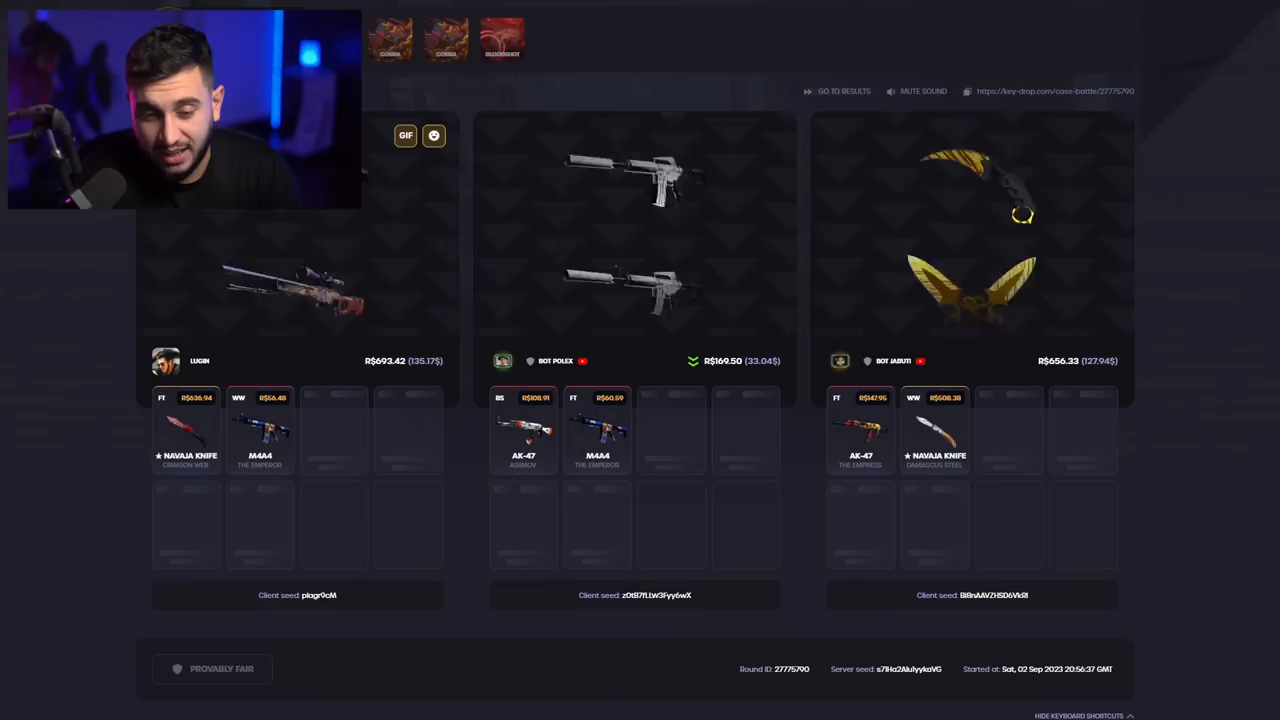 COBRA
COBRA
BLOODSHOT
GO TO RESULTS
MUTE SOUND
https://key-drop.com/case-battle/27775790
GIF
LUGIN
R$693.42 (135.17$)
BOT POLEX
R$169.50 (33.04$)
BOT JABUTI
R$656.33 (127.94$)
FT
R$636.94
★ NAVAJA KNIFE
CRIMSON WEB
WW
R$56.48
M4A4
THE EMPEROR
BS
R$108.91
AK-47
ASIIMOV
FT
R$60.59
M4A4
THE EMPEROR
FT
R$147.95
AK-47
THE EMPRESS
WW
R$508.38
★ NAVAJA KNIFE
DAMASCUS STEEL
Client seed: plagr9cM
Client seed: z0tB7fLLW3Fyy6wX
Client seed: Bi8nAAVZHSD6VkRl
PROVABLY FAIR
Round ID: 27775790
Server seed: s71Ha2AlulyykaVG
Started at: Sat, 02 Sep 2023 20:56:37 GMT
HIDE KEYBOARD SHORTCUTS